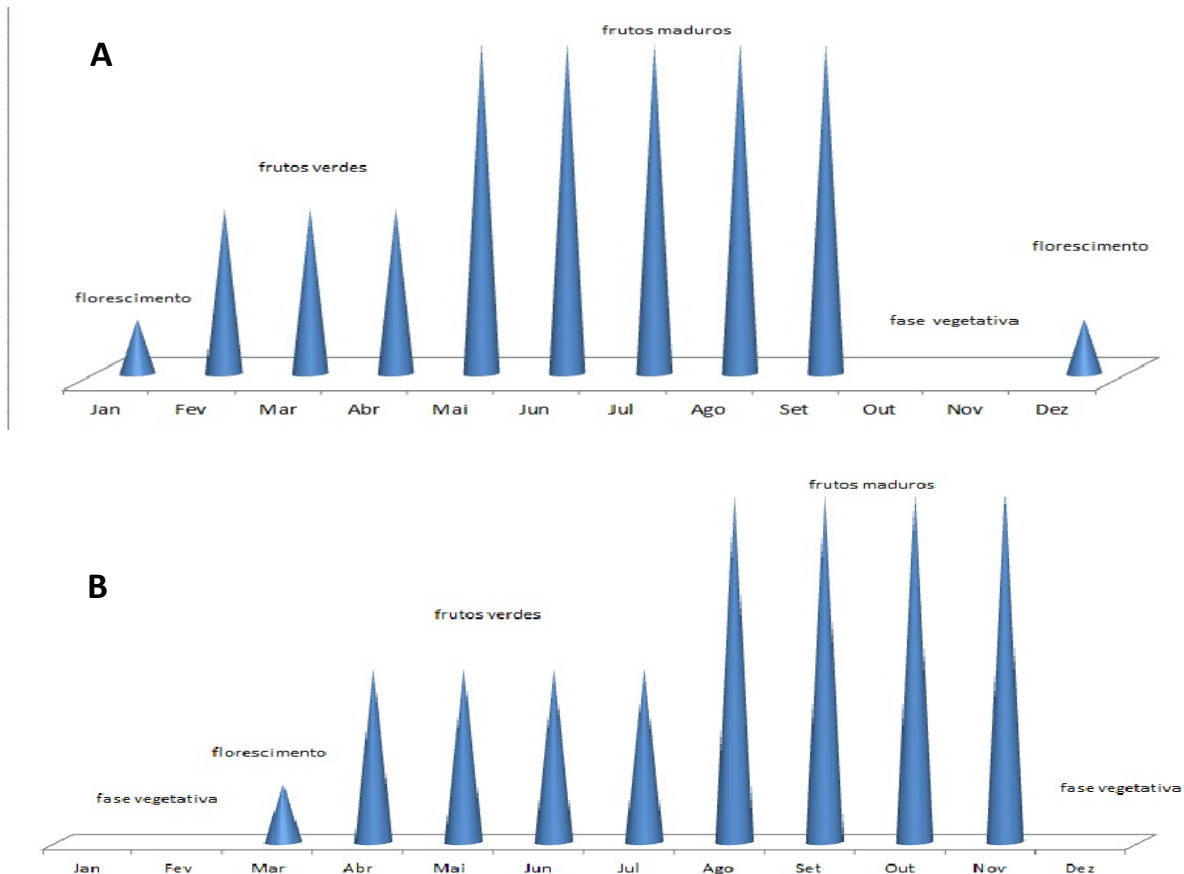 A
frutos maduros
frutos verdes
florescimento
florescimento
fase vegetativa
Jan Fev Mar Abr Mai Jun Jul Ago Set Out Nov Dez
frutos maduros
B
frutos verdes
florescimento
fase vegetativa
fase vegetativa
Jan Fev Mar Abr Mai Jun Jul Ago Set Out Nov Dez